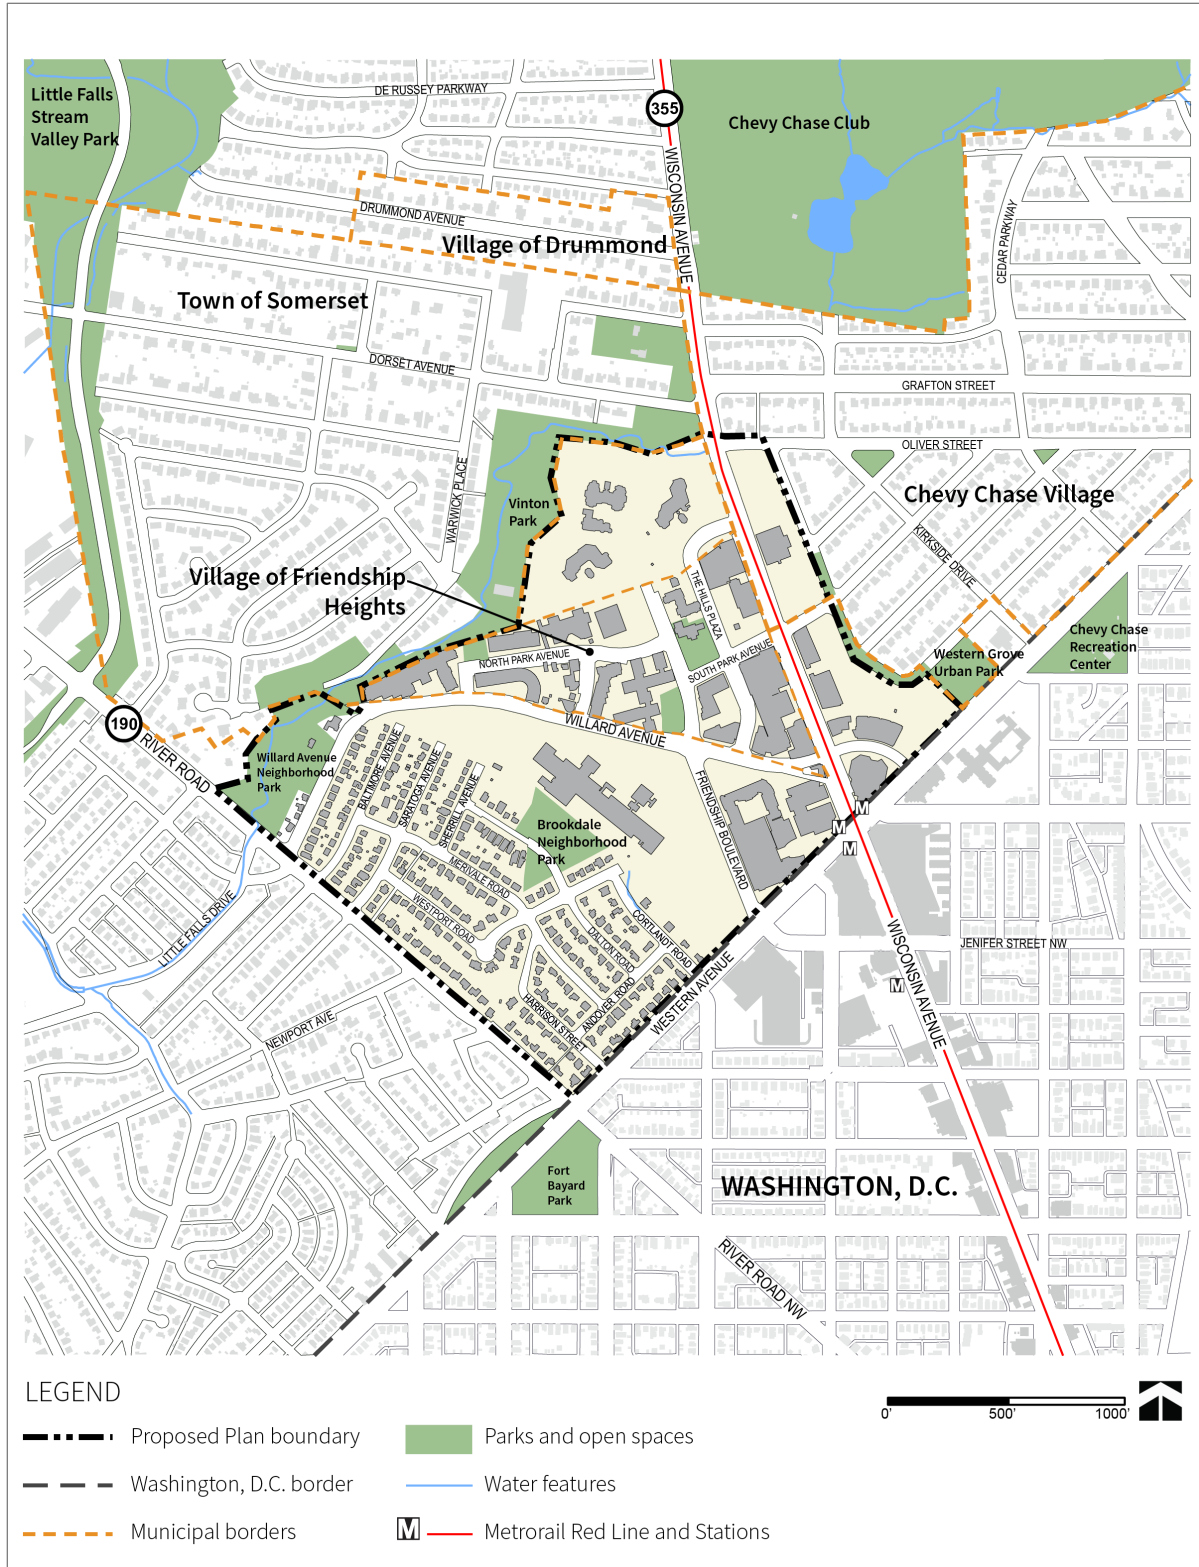 Little Falls
Stream
Valley Park
DE RUSSEY PARKWAY
355
Chevy Chase Club
WISCONSIN AVENUE
DRUMMOND AVENUE
Village of Drummond
CEDAR PARKWAY
Town of Somerset
DORSET AVENUE
GRAFTON STREET
OLIVER STREET
Chevy Chase Village
WARWICK PLACE
Vinton
Park
KIRKSIDE DRIVE
Village of Friendship
Heights
THE HILLS PLAZA
Chevy Chase
Recreation
Center
NORTH PARK AVENUE
SOUTH PARK AVENUE
Western Grove
Urban Park
190
RIVER ROAD
WILLARD AVENUE
Willard Avenue
Neighborhood
Park
BALTIMORE AVENUE
SARATOGA AVENUE
SHERRILL AVENUE
FRIENDSHIP BOULEVARD
M
M
M
Brookdale
Neighborhood
Park
MERIVALE ROAD
WESTPORT ROAD
LITTLE FALLS DRIVE
CORTLANDT ROAD
DALTON ROAD
WISCONSIN AVENUE
JENIFER STREET NW
M
HARRISON STREET
ANDOVER ROAD
WESTERN AVENUE
NEWPORT AVE
Fort
Bayard
Park
WASHINGTON, D.C.
RIVER ROAD NW
LEGEND
Proposed Plan boundary
Washington, D.C. border
Municipal borders
Parks and open spaces
Water features
M
Metrorail Red Line and Stations
0'
500'
1000'